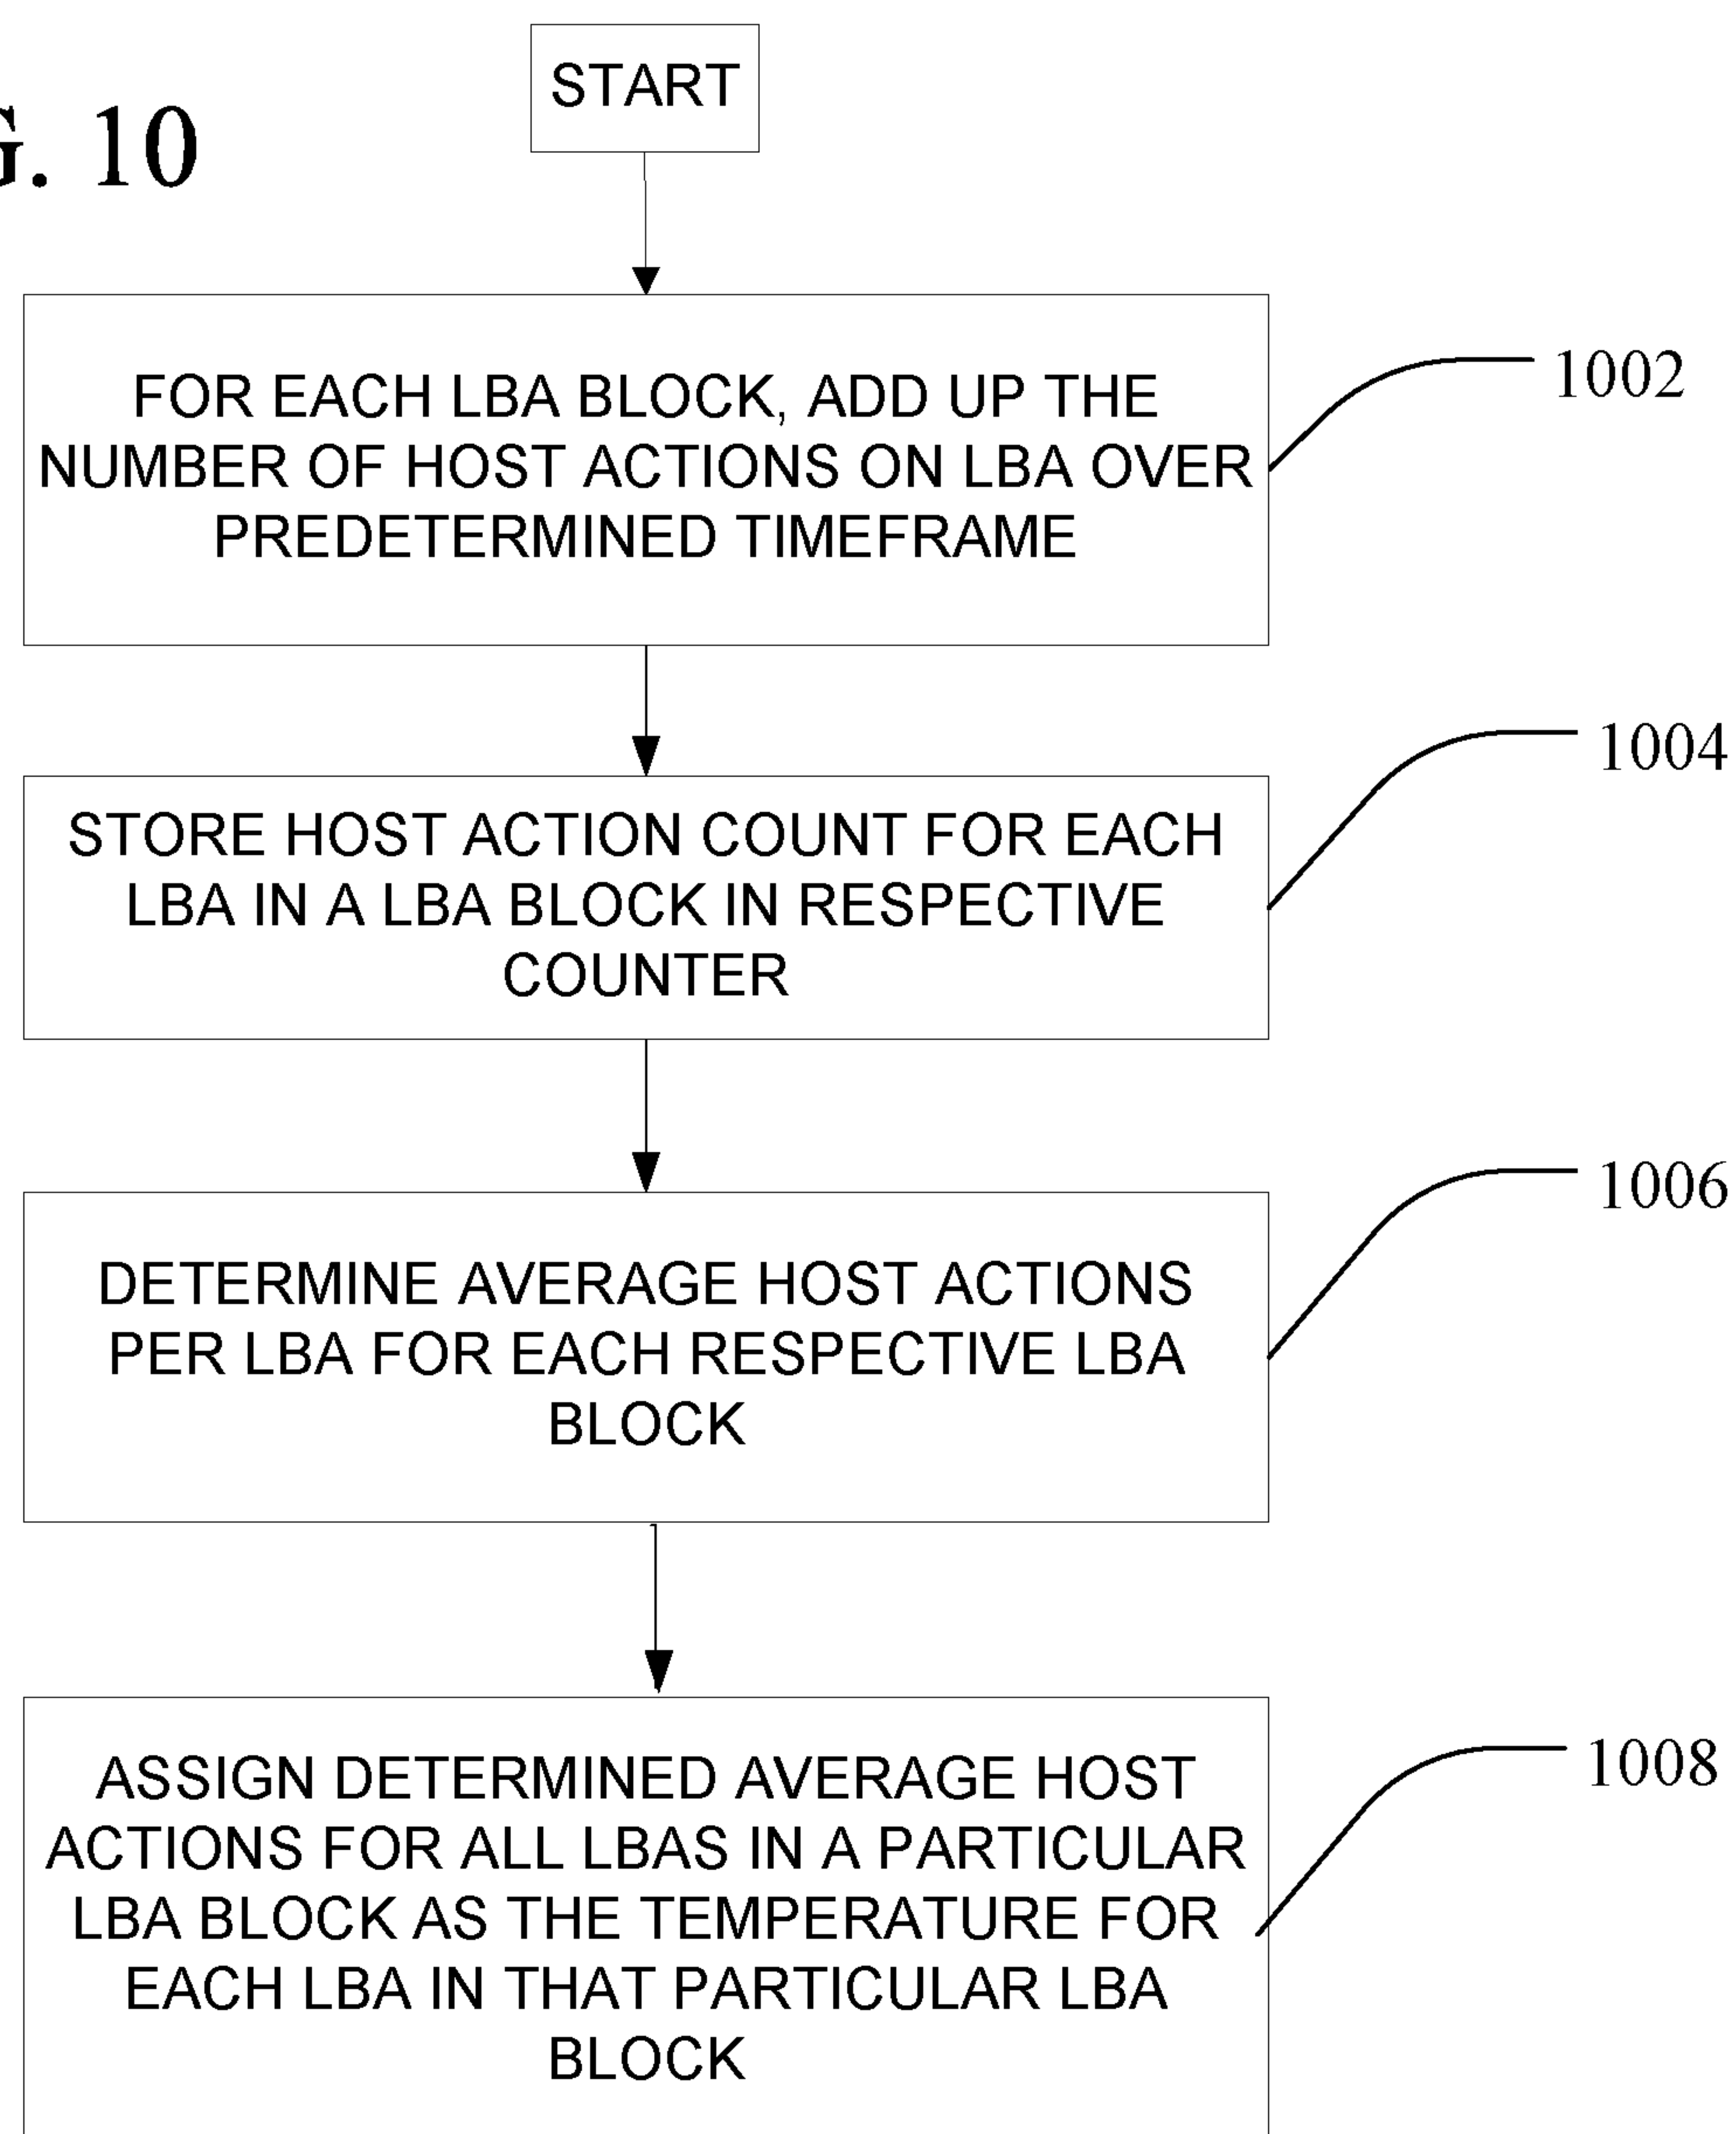 G. 10
START
FOR EACH LBA BLOCK, ADD UP THE
NUMBER OF HOST ACTIONS ON LBA OVER
PREDETERMINED TIMEFRAME
1002
STORE HOST ACTION COUNT FOR EACH
LBA IN A LBA BLOCK IN RESPECTIVE
COUNTER
1004
DETERMINE AVERAGE HOST ACTIONS
PER LBA FOR EACH RESPECTIVE LBA
BLOCK
1006
ASSIGN DETERMINED AVERAGE HOST
ACTIONS FOR ALL LBAS IN A PARTICULAR
LBA BLOCK AS THE TEMPERATURE FOR
EACH LBA IN THAT PARTICULAR LBA
BLOCK
1008